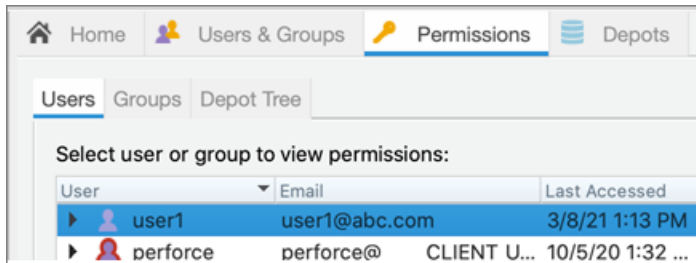 Home Users & Groups Permissions Depots
Users Groups Depot Tree
Select user or group to view permissions:
User Email Last Accessed
user1 user1@abc.com 3/8/21 1:13 PM
perforce perforce@ CLIENT U... 10/5/20 1:32 ...